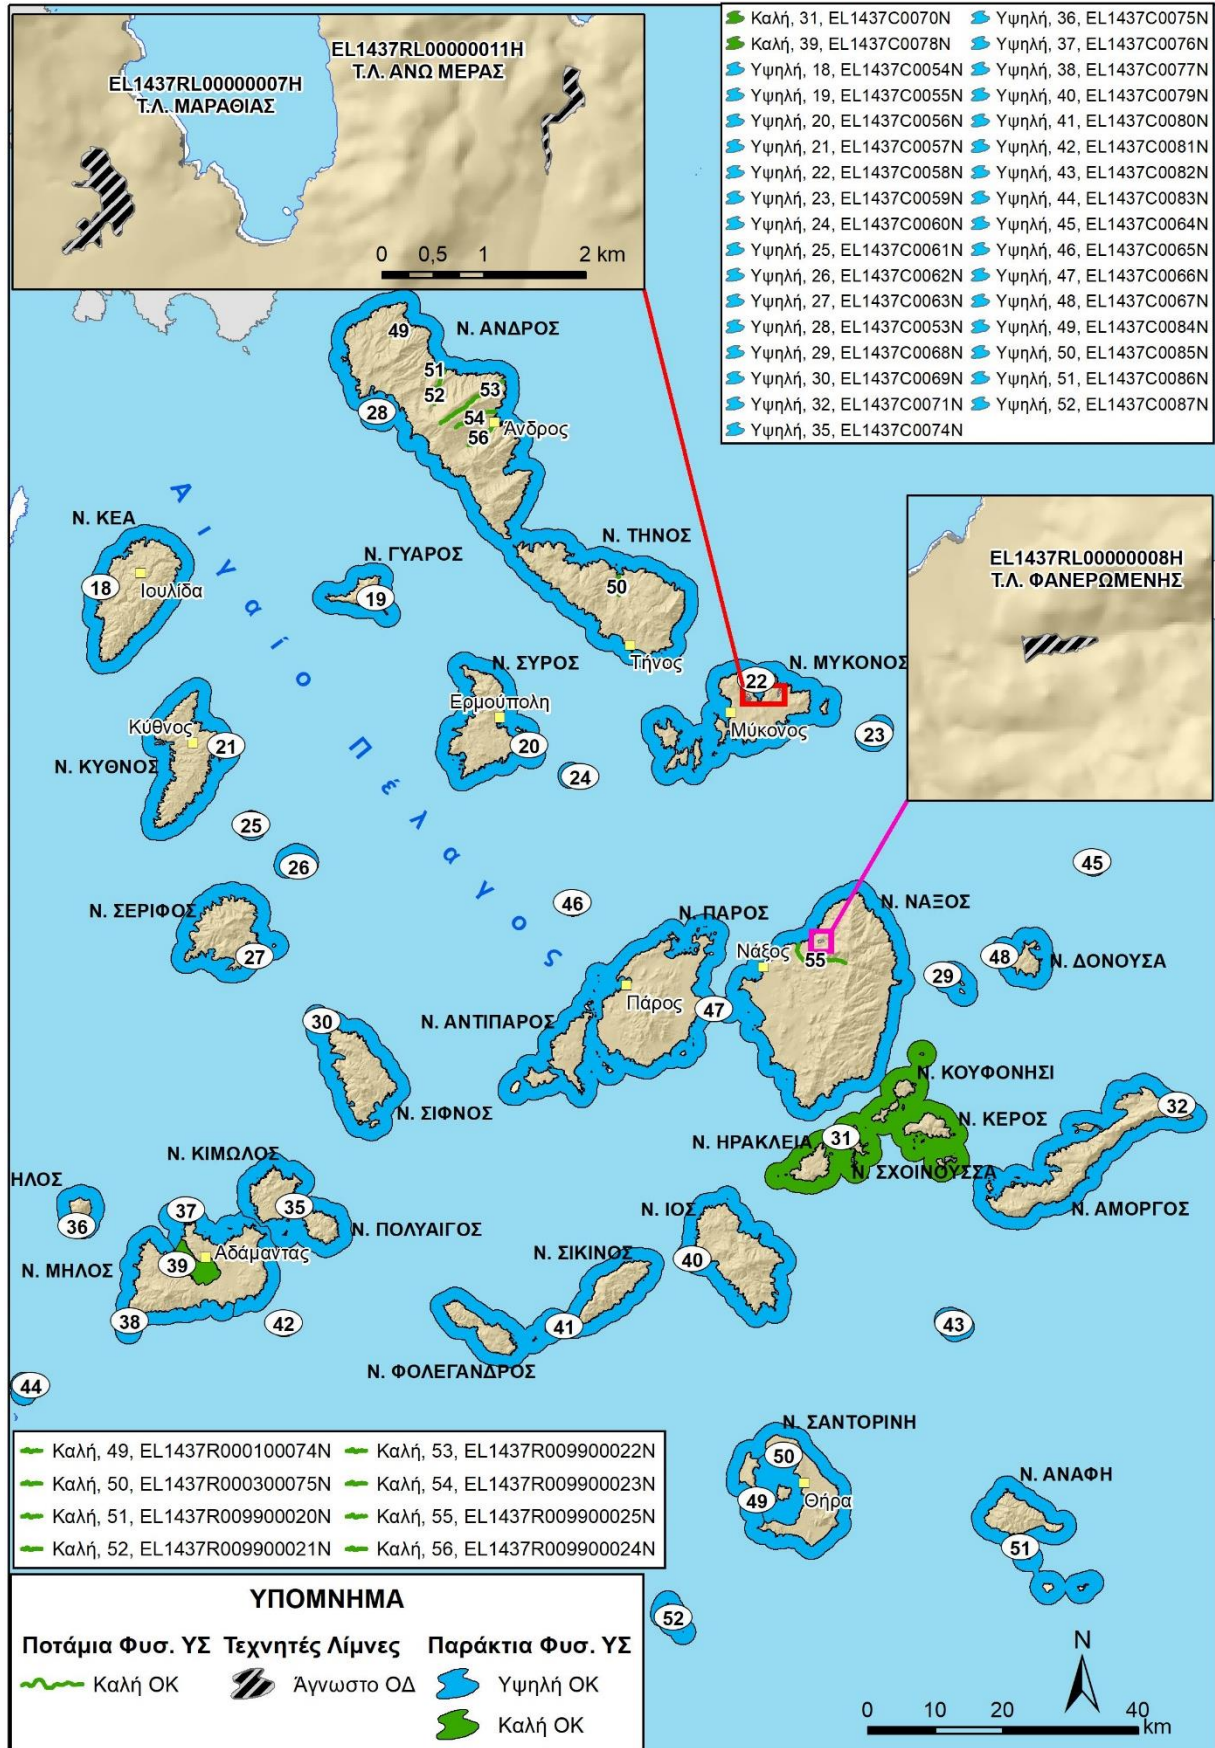 EL1437RL00000011H
Τ.Λ. ΑΝΩ ΜΕΡΑΣ
EL1437RL00000007H
Τ.Λ. ΜΑΡΑΘΙΑΣ
0 0,5 1 2 km
Καλή, 31, EL1437C0070N
Καλή, 39, EL1437C0078N
Υψηλή, 18, EL1437C0054N
Υψηλή, 19, EL1437C0055N
Υψηλή, 20, EL1437C0056N
Υψηλή, 21, EL1437C0057N
Υψηλή, 22, EL1437C0058N
Υψηλή, 23, EL1437C0059N
Υψηλή, 24, EL1437C0060N
Υψηλή, 25, EL1437C0061N
Υψηλή, 26, EL1437C0062N
Υψηλή, 27, EL1437C0063N
Υψηλή, 28, EL1437C0053N
Υψηλή, 29, EL1437C0068N
Υψηλή, 30, EL1437C0069N
Υψηλή, 32, EL1437C0071N
Υψηλή, 35, EL1437C0074N
Υψηλή, 36, EL1437C0075N
Υψηλή, 37, EL1437C0076N
Υψηλή, 38, EL1437C0077N
Υψηλή, 40, EL1437C0079N
Υψηλή, 41, EL1437C0080N
Υψηλή, 42, EL1437C0081N
Υψηλή, 43, EL1437C0082N
Υψηλή, 44, EL1437C0083N
Υψηλή, 45, EL1437C0064N
Υψηλή, 46, EL1437C0065N
Υψηλή, 47, EL1437C0066N
Υψηλή, 48, EL1437C0067N
Υψηλή, 49, EL1437C0084N
Υψηλή, 50, EL1437C0085N
Υψηλή, 51, EL1437C0086N
Υψηλή, 52, EL1437C0087N
49
Ν. ΑΝΔΡΟΣ
51
52
53
28
54
56
Άνδρος
Αιγαίο Πέλαγος
Ν. ΚΕΑ
18
Ιουλίδα
Ν. ΓΥΑΡΟΣ
19
Ν. ΤΗΝΟΣ
50
Τήνος
EL1437RL00000008H
Τ.Λ. ΦΑΝΕΡΩΜΕΝΗΣ
Ν. ΣΥΡΟΣ
Ερμούπολη
20
Ν. ΜΥΚΟΝΟΣ
22
Μύκονος
23
Κύθνος
21
Ν. ΚΥΘΝΟΣ
24
25
26
45
46
Ν. ΣΕΡΙΦΟΣ
27
Ν. ΠΑΡΟΣ
Πάρος
Ν. ΝΑΞΟΣ
Νάξος
55
48
Ν. ΔΟΝΟΥΣΑ
29
47
30
Ν. ΑΝΤΙΠΑΡΟΣ
Ν. ΣΙΦΝΟΣ
Ν. ΚΟΥΦΟΝΗΣΙ
Ν. ΚΕΡΟΣ
32
31
Ν. ΗΡΑΚΛΕΙΑ
Ν. ΣΧΟΙΝΟΥΣΣΑ
Ν. ΑΜΟΡΓΟΣ
Ν. ΚΙΜΩΛΟΣ
ΗΛΟΣ
36
37
35
Ν. ΠΟΛΥΑΙΓΟΣ
Ν. ΙΟΣ
40
Ν. ΜΗΛΟΣ
39
Αδάμαντας
Ν. ΣΙΚΙΝΟΣ
38
42
41
43
Ν. ΦΟΛΕΓΑΝΔΡΟΣ
44
Ν. ΣΑΝΤΟΡΙΝΗ
50
49
Θήρα
Ν. ΑΝΑΦΗ
51
52
Καλή, 49, EL1437R000100074N
Καλή, 50, EL1437R000300075N
Καλή, 51, EL1437R009900020N
Καλή, 52, EL1437R009900021N
Καλή, 53, EL1437R009900022N
Καλή, 54, EL1437R009900023N
Καλή, 55, EL1437R009900025N
Καλή, 56, EL1437R009900024N
ΥΠΟΜΝΗΜΑ
Ποτάμια Φυσ. ΥΣ
Καλή ΟΚ
Τεχνητές Λίμνες
Άγνωστο ΟΔ
Παράκτια Φυσ. ΥΣ
Υψηλή ΟΚ
Καλή ΟΚ
N
0 10 20 40
km